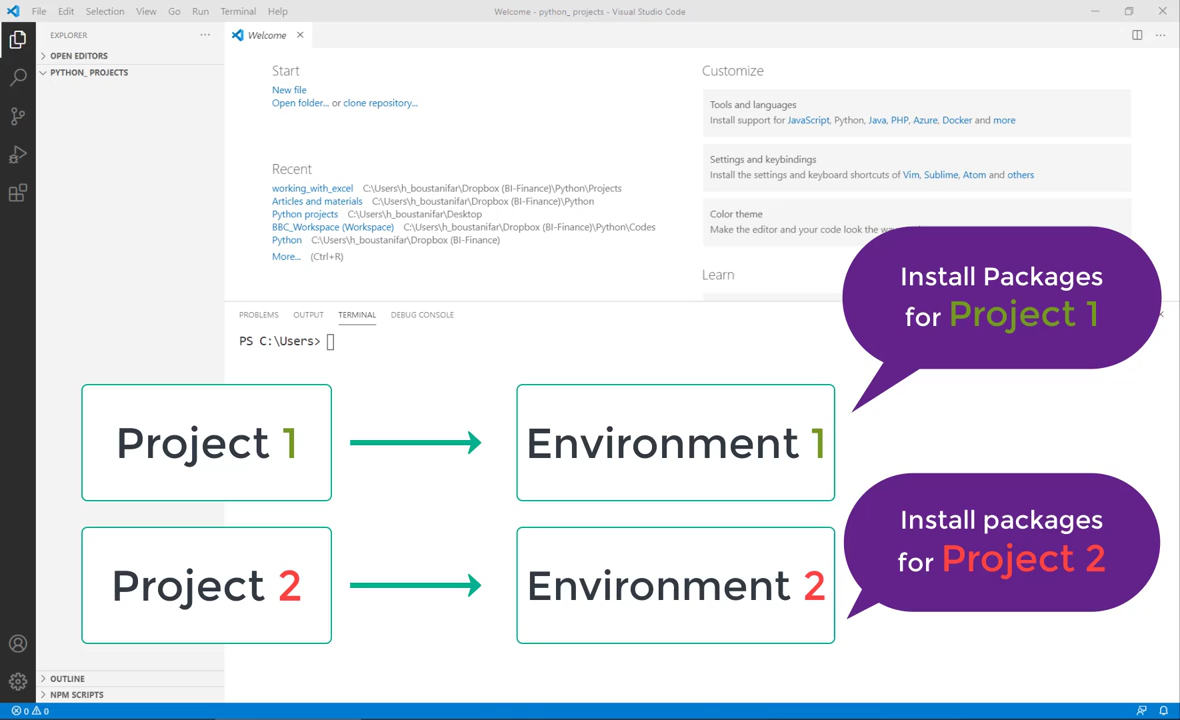 File Edit Selection View Go Run Terminal Help
Welcome - python_ projects - Visual Studio Code
EXPLORER
OPEN EDITORS
PYTHON_ PROJECTS
OUTLINE
NPM SCRIPTS
Welcome
Start
New file
Open folder... or clone repository...
Recent
working_with_excel C:\Users\h_boustanifar\Dropbox (BI-Finance)\Python\Projects
Articles and materials C:\Users\h_boustanifar\Dropbox (BI-Finance)\Python
Python projects C:\Users\h_boustanifar\Desktop
BBC_Workspace (Workspace) C:\Users\h_boustanifar\Dropbox (BI-Finance)\Python\Codes
Python C:\Users\h_boustanifar\Dropbox (BI-Finance)
More... (Ctrl+R)
Customize
Tools and languages
Install support for JavaScript, Python, Java, PHP, Azure, Docker and more
Settings and keybindings
Install the settings and keyboard shortcuts of Vim, Sublime, Atom and others
Color theme
Make the editor and your code look the
Learn
PROBLEMS OUTPUT TERMINAL DEBUG CONSOLE
PS C:\Users>
Install Packages
for Project 1
Project 1
Environment 1
Install packages
for Project 2
Project 2
Environment 2
0 0